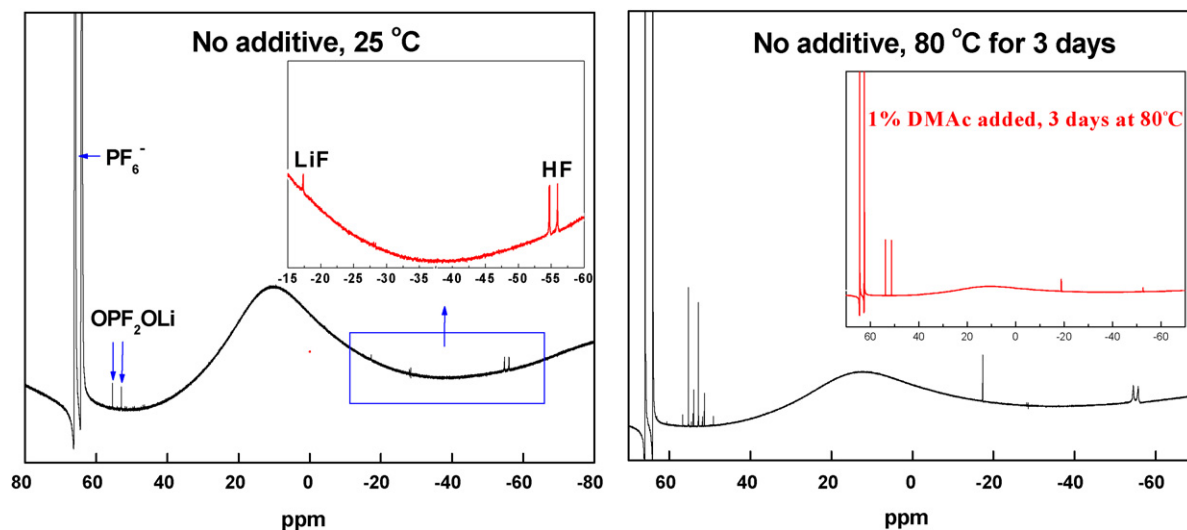 No additive, 25 °C
PF₆⁻
LiF
HF
-15 -20 -25 -30 -35 -40 -45 -50 -55 -60
OPF₂OLi
80 60 40 20 0 -20 -40 -60 -80
ppm
No additive, 80 °C for 3 days
1% DMAc added, 3 days at 80°C
60 40 20 0 -20 -40 -60
60 40 20 0 -20 -40 -60
ppm